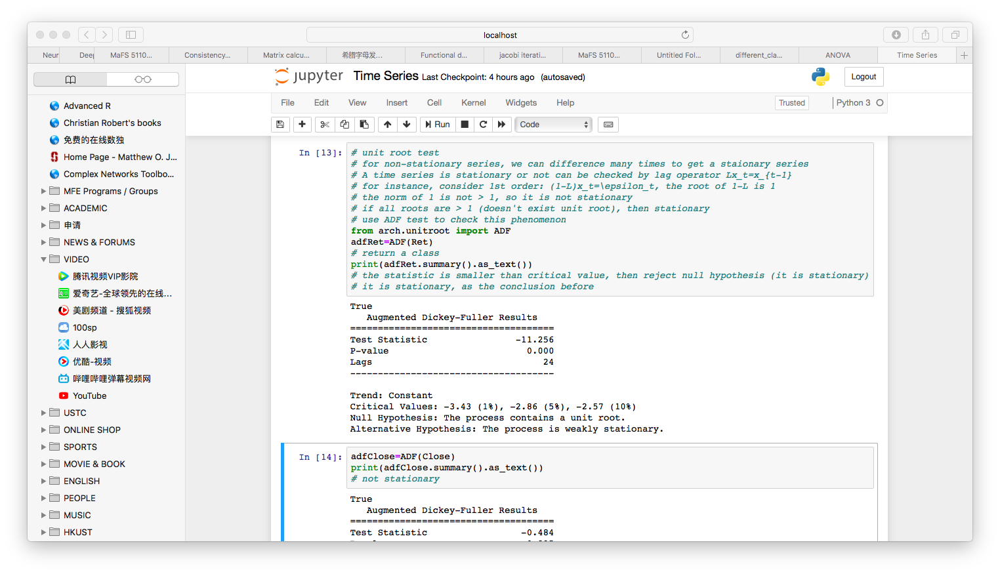 localhost
Neur
Deep
MaFS 5110...
Consistency...
Matrix calcu...
希腊字母发...
Functional d...
jacobi iterati...
MaFS 5110...
Untitled Fol...
different_cla...
ANOVA
Time Series
jupyter Time Series Last Checkpoint: 4 hours ago (autosaved)
Logout
File Edit View Insert Cell Kernel Widgets Help
Trusted
Python 3
Run
Code
Advanced R
Christian Robert's books
免费的在线数独
Home Page - Matthew O. J...
Complex Networks Toolbo...
MFE Programs / Groups
ACADEMIC
申请
NEWS & FORUMS
VIDEO
腾讯视频VIP影院
爱奇艺-全球领先的在线...
美剧频道 - 搜狐视频
100sp
人人影视
优酷-视频
哔哩哔哩弹幕视频网
YouTube
USTC
ONLINE SHOP
SPORTS
MOVIE & BOOK
ENGLISH
PEOPLE
MUSIC
HKUST
In [13]:
# unit root test
# for non-stationary series, we can difference many times to get a staionary series
# A time series is stationary or not can be checked by lag operator Lx_t=x_{t-1}
# for instance, consider 1st order: (1-L)x_t=\epsilon_t, the root of 1-L is 1
# the norm of 1 is not > 1, so it is not stationary
# if all roots are > 1 (doesn't exist unit root), then stationary
# use ADF test to check this phenomenon
from arch.unitroot import ADF
adfRet=ADF(Ret)
# return a class
print(adfRet.summary().as_text())
# the statistic is smaller than critical value, then reject null hypothesis (it is stationary)
# it is stationary, as the conclusion before
True
Augmented Dickey-Fuller Results
=====================================
Test Statistic -11.256
P-value 0.000
Lags 24
-------------------------------------
Trend: Constant
Critical Values: -3.43 (1%), -2.86 (5%), -2.57 (10%)
Null Hypothesis: The process contains a unit root.
Alternative Hypothesis: The process is weakly stationary.
In [14]:
adfClose=ADF(Close)
print(adfClose.summary().as_text())
# not stationary
True
Augmented Dickey-Fuller Results
=====================================
Test Statistic -0.484